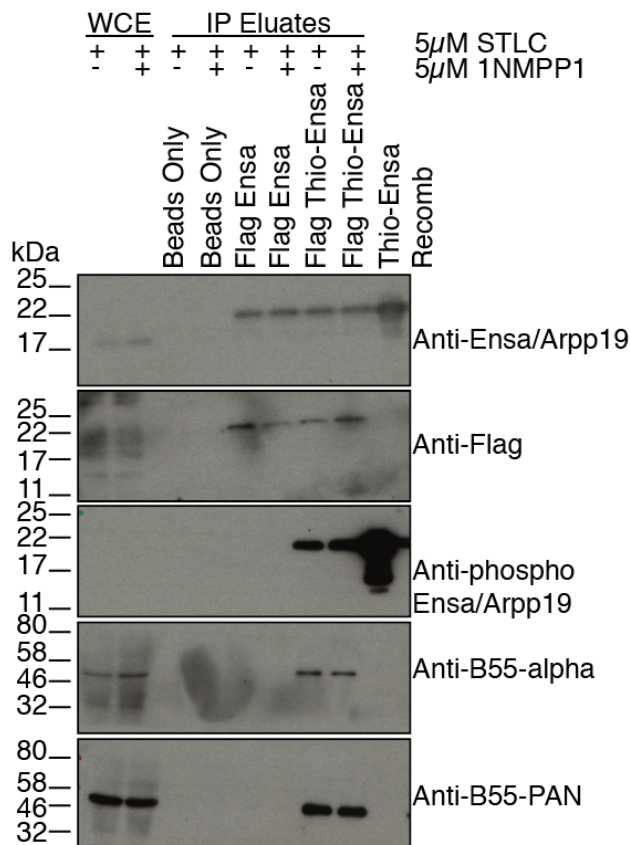 WCE IP Eluates
+ + + + + + + + 5µM STLC
- + - + - + - + 5µM 1NMPP1
Beads Only
Beads Only
Flag Ensa
Flag Ensa
Flag Thio-Ensa
Flag Thio-Ensa
Thio-Ensa
Recomb
kDa
25
22
17
Anti-Ensa/Arpp19
25
22
17
11
Anti-Flag
25
22
17
11
Anti-phospho
Ensa/Arpp19
80
58
46
32
Anti-B55-alpha
80
58
46
32
Anti-B55-PAN